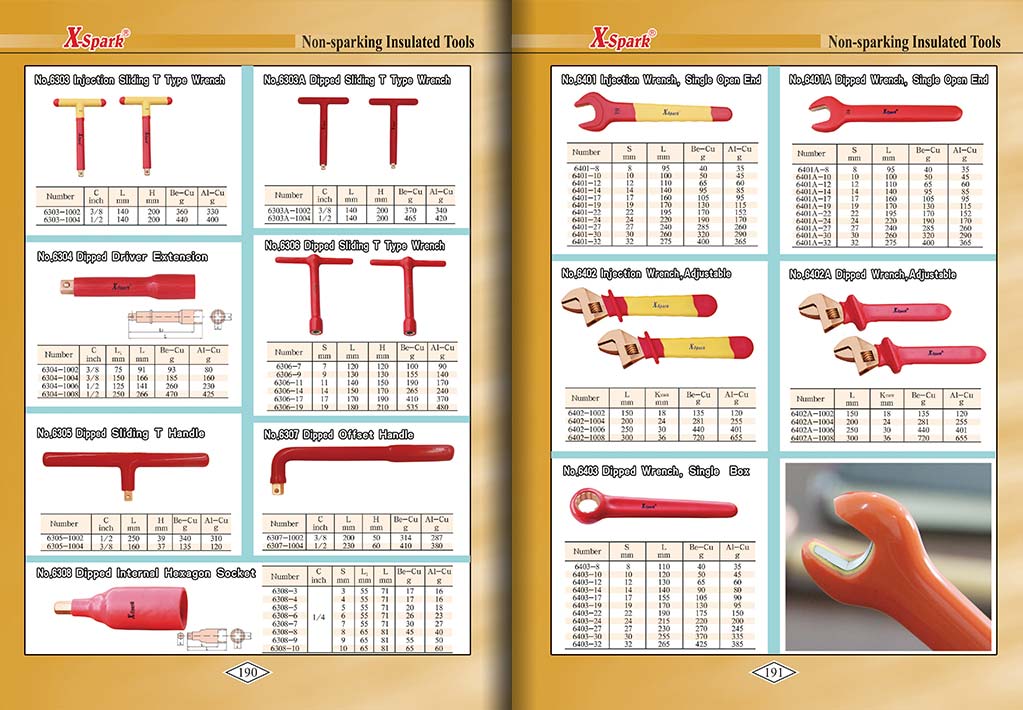 X-Spark®
Non-sparking Insulated Tools
No,6303 Injection Sliding T Type Wrench
Number C inch L mm H mm Be-Cu g Al-Cu g
6303-1002 3/8 140 200 360 330
6303-1004 1/2 140 200 440 400
No,6303A Dipped Sliding T Type Wrench
Number C inch L mm H mm Be-Cu g Al-Cu g
6303A-1002 3/8 140 200 370 340
6303A-1004 1/2 140 200 465 420
No,6304 Dipped Driver Extension
X-Spark
Number C inch L₁ mm L mm Be-Cu g Al-Cu g
6304-1002 3/8 75 91 93 80
6304-1004 3/8 150 166 185 160
6304-1006 1/2 125 141 260 230
6304-1008 1/2 250 266 470 425
No,6306 Dipped Sliding T Type Wrench
Number S mm L mm H mm Be-Cu g Al-Cu g
6306-7 7 120 120 100 90
6306-9 9 130 130 155 140
6306-11 11 140 150 190 170
6306-14 14 150 170 265 240
6306-17 17 170 190 410 370
6306-19 19 180 210 535 480
No,6305 Dipped Sliding T Handle
Number C inch L mm H mm Be-Cu g Al-Cu g
6305-1002 1/2 250 39 340 310
6305-1004 3/8 160 37 135 120
No,6307 Dipped Offset Handle
Number C inch L mm H mm Be-Cu g Al-Cu g
6307-1002 3/8 200 50 314 287
6307-1004 1/2 230 60 410 380
No,6308 Dipped Internal Hexagon Socket
X-Spark
Number C inch S mm L₁ mm L mm Be-Cu g Al-Cu g
6308-3 3 55 71 17 16
6308-4 4 55 71 17 16
6308-5 5 55 71 20 18
6308-6 1/4 6 55 71 26 23
6308-7 7 55 71 30 27
6308-8 8 65 81 45 40
6308-9 9 65 81 55 50
6308-10 10 65 81 65 60
190
X-Spark®
Non-sparking Insulated Tools
No,6401 Injection Wrench, Single Open End
X-Spark
Number S mm L mm Be-Cu g Al-Cu g
6401-8 8 95 40 35
6401-10 10 100 50 45
6401-12 12 110 65 60
6401-14 14 140 95 85
6401-17 17 160 105 95
6401-19 19 170 130 115
6401-22 22 195 170 152
6401-24 24 220 190 170
6401-27 27 240 285 260
6401-30 30 260 320 290
6401-32 32 275 400 365
No,6401A Dipped Wrench, Single Open End
X-Spark
Number S mm L mm Be-Cu g Al-Cu g
6401A-8 8 95 40 35
6401A-10 10 100 50 45
6401A-12 12 110 65 60
6401A-14 14 140 95 85
6401A-17 17 160 105 95
6401A-19 19 170 130 115
6401A-22 22 195 170 152
6401A-24 24 220 190 170
6401A-27 27 240 285 260
6401A-30 30 260 320 290
6401A-32 32 275 400 365
No,6402 Injection Wrench,Adjustable
X-Spark
X-Spark
Number L mm K(max) mm Be-Cu g Al-Cu g
6402-1002 150 18 135 120
6402-1004 200 24 281 255
6402-1006 250 30 440 401
6402-1008 300 36 720 655
No,6402A Dipped Wrench,Adjustable
X-Spark
X-Spark
Number L mm K(max) mm Be-Cu g Al-Cu g
6402A-1002 150 18 135 120
6402A-1004 200 24 281 255
6402A-1006 250 30 440 401
6402A-1008 300 36 720 655
No,6403 Dipped Wrench, Single Box
X-Spark
Number S mm L mm Be-Cu g Al-Cu g
6403-8 8 110 40 35
6403-10 10 120 50 45
6403-12 12 130 65 60
6403-14 14 140 90 80
6403-17 17 155 105 90
6403-19 19 170 130 95
6403-22 22 190 175 150
6403-24 24 215 220 200
6403-27 27 230 270 245
6403-30 30 255 370 335
6403-32 32 265 425 385
191